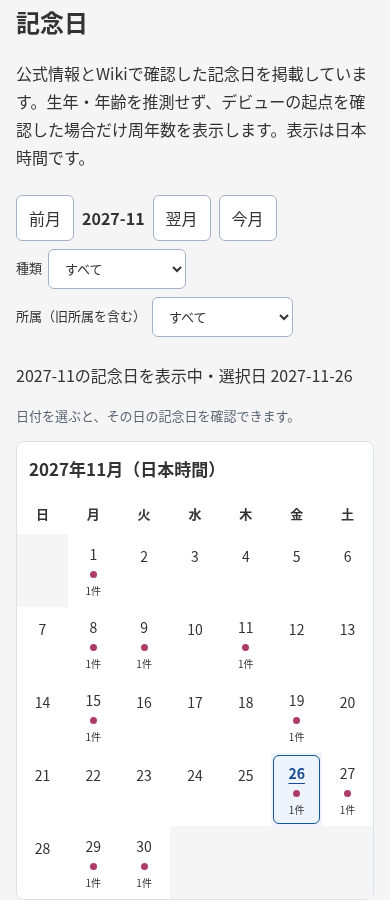 記念日
公式情報とWikiで確認した記念日を掲載していま
す。生年・年齢を推測せず、デビューの起点を確
認した場合だけ周年数を表示します。表示は日本
時間です。
前月 2027-11 翌月 今月
種類 すべて
所属（旧所属を含む） すべて
2027-11の記念日を表示中・選択日 2027-11-26
日付を選ぶと、その日の記念日を確認できます。
2027年11月（日本時間）
日 月 火 水 木 金 土
1 2 3 4 5 6
1件
7 8 9 10 11 12 13
1件 1件 1件
14 15 16 17 18 19 20
1件 1件
21 22 23 24 25 26 27
1件 1件
28 29 30
1件 1件